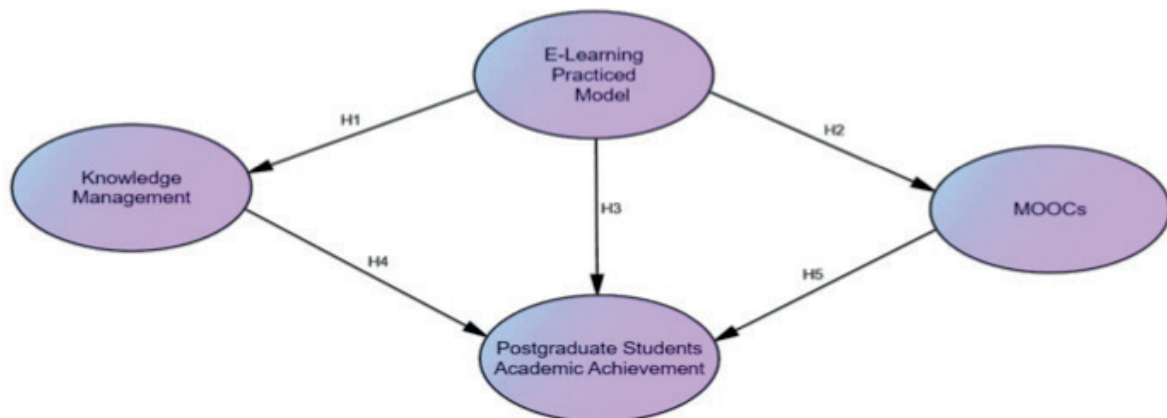 E-Learning
Practiced
Model
H1
H2
Knowledge
Management
MOOCs
H3
H4
H5
Postgraduate Students
Academic Achievement